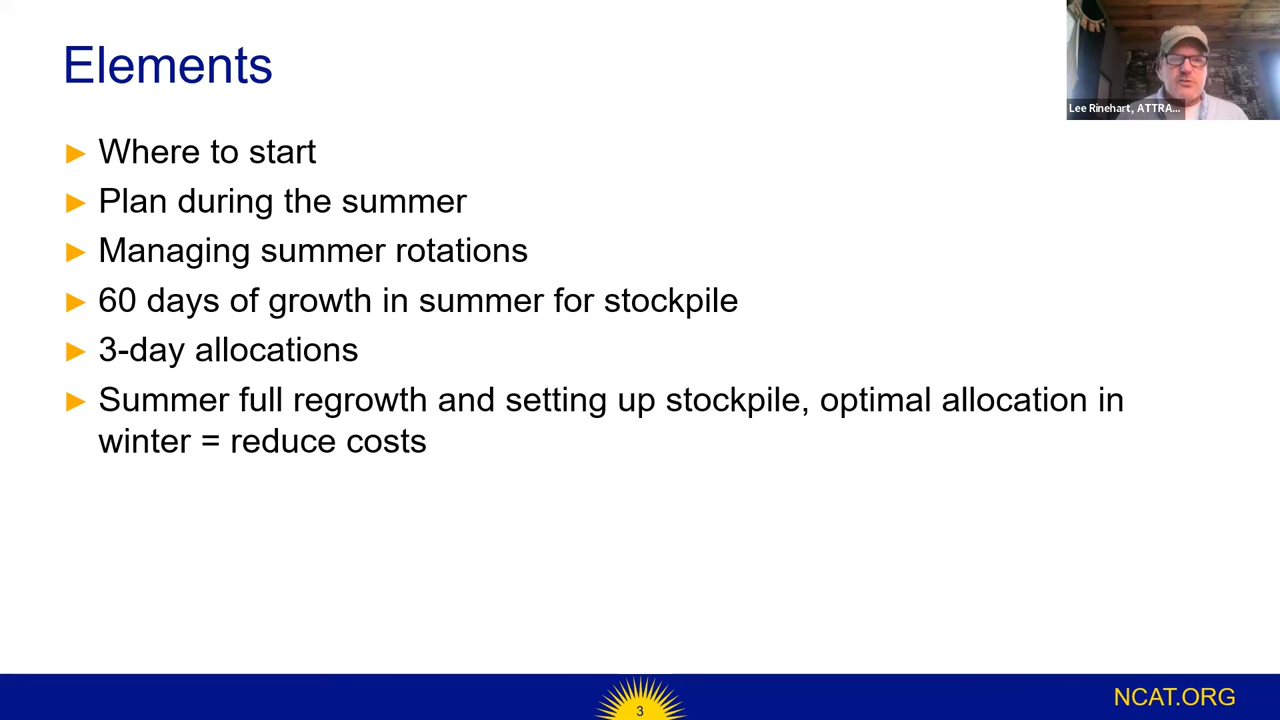 Elements
Lee Rinehart, ATTRA...
► Where to start
► Plan during the summer
► Managing summer rotations
► 60 days of growth in summer for stockpile
► 3-day allocations
► Summer full regrowth and setting up stockpile, optimal allocation in
winter = reduce costs
3
NCAT.ORG